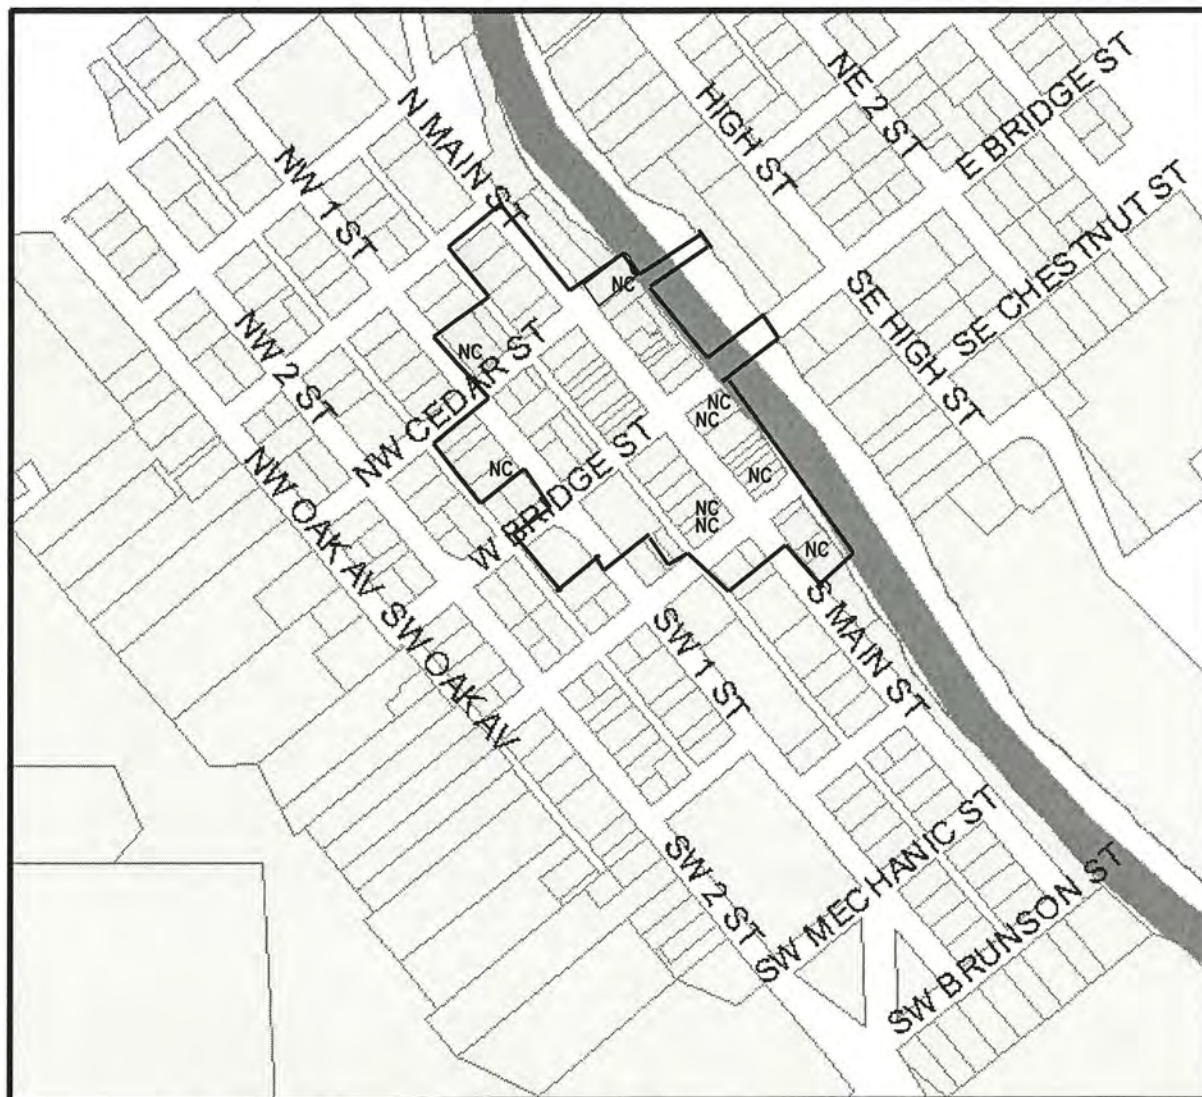 NE 2 ST
E BRIDGE ST
HIGH ST
N MAIN ST
NW 1 ST
SE CHESTNUT ST
NC
SE HIGH ST
NW 2 ST
NC
NW CEDAR ST
NC
NC
NW OAK AV
NC
W BRIDGE ST
NC
NC
NC
NC
SW OAK AV
SW 1 ST
S MAIN ST
SW 2 ST
SW MECHANIC ST
SW BRUNSON ST